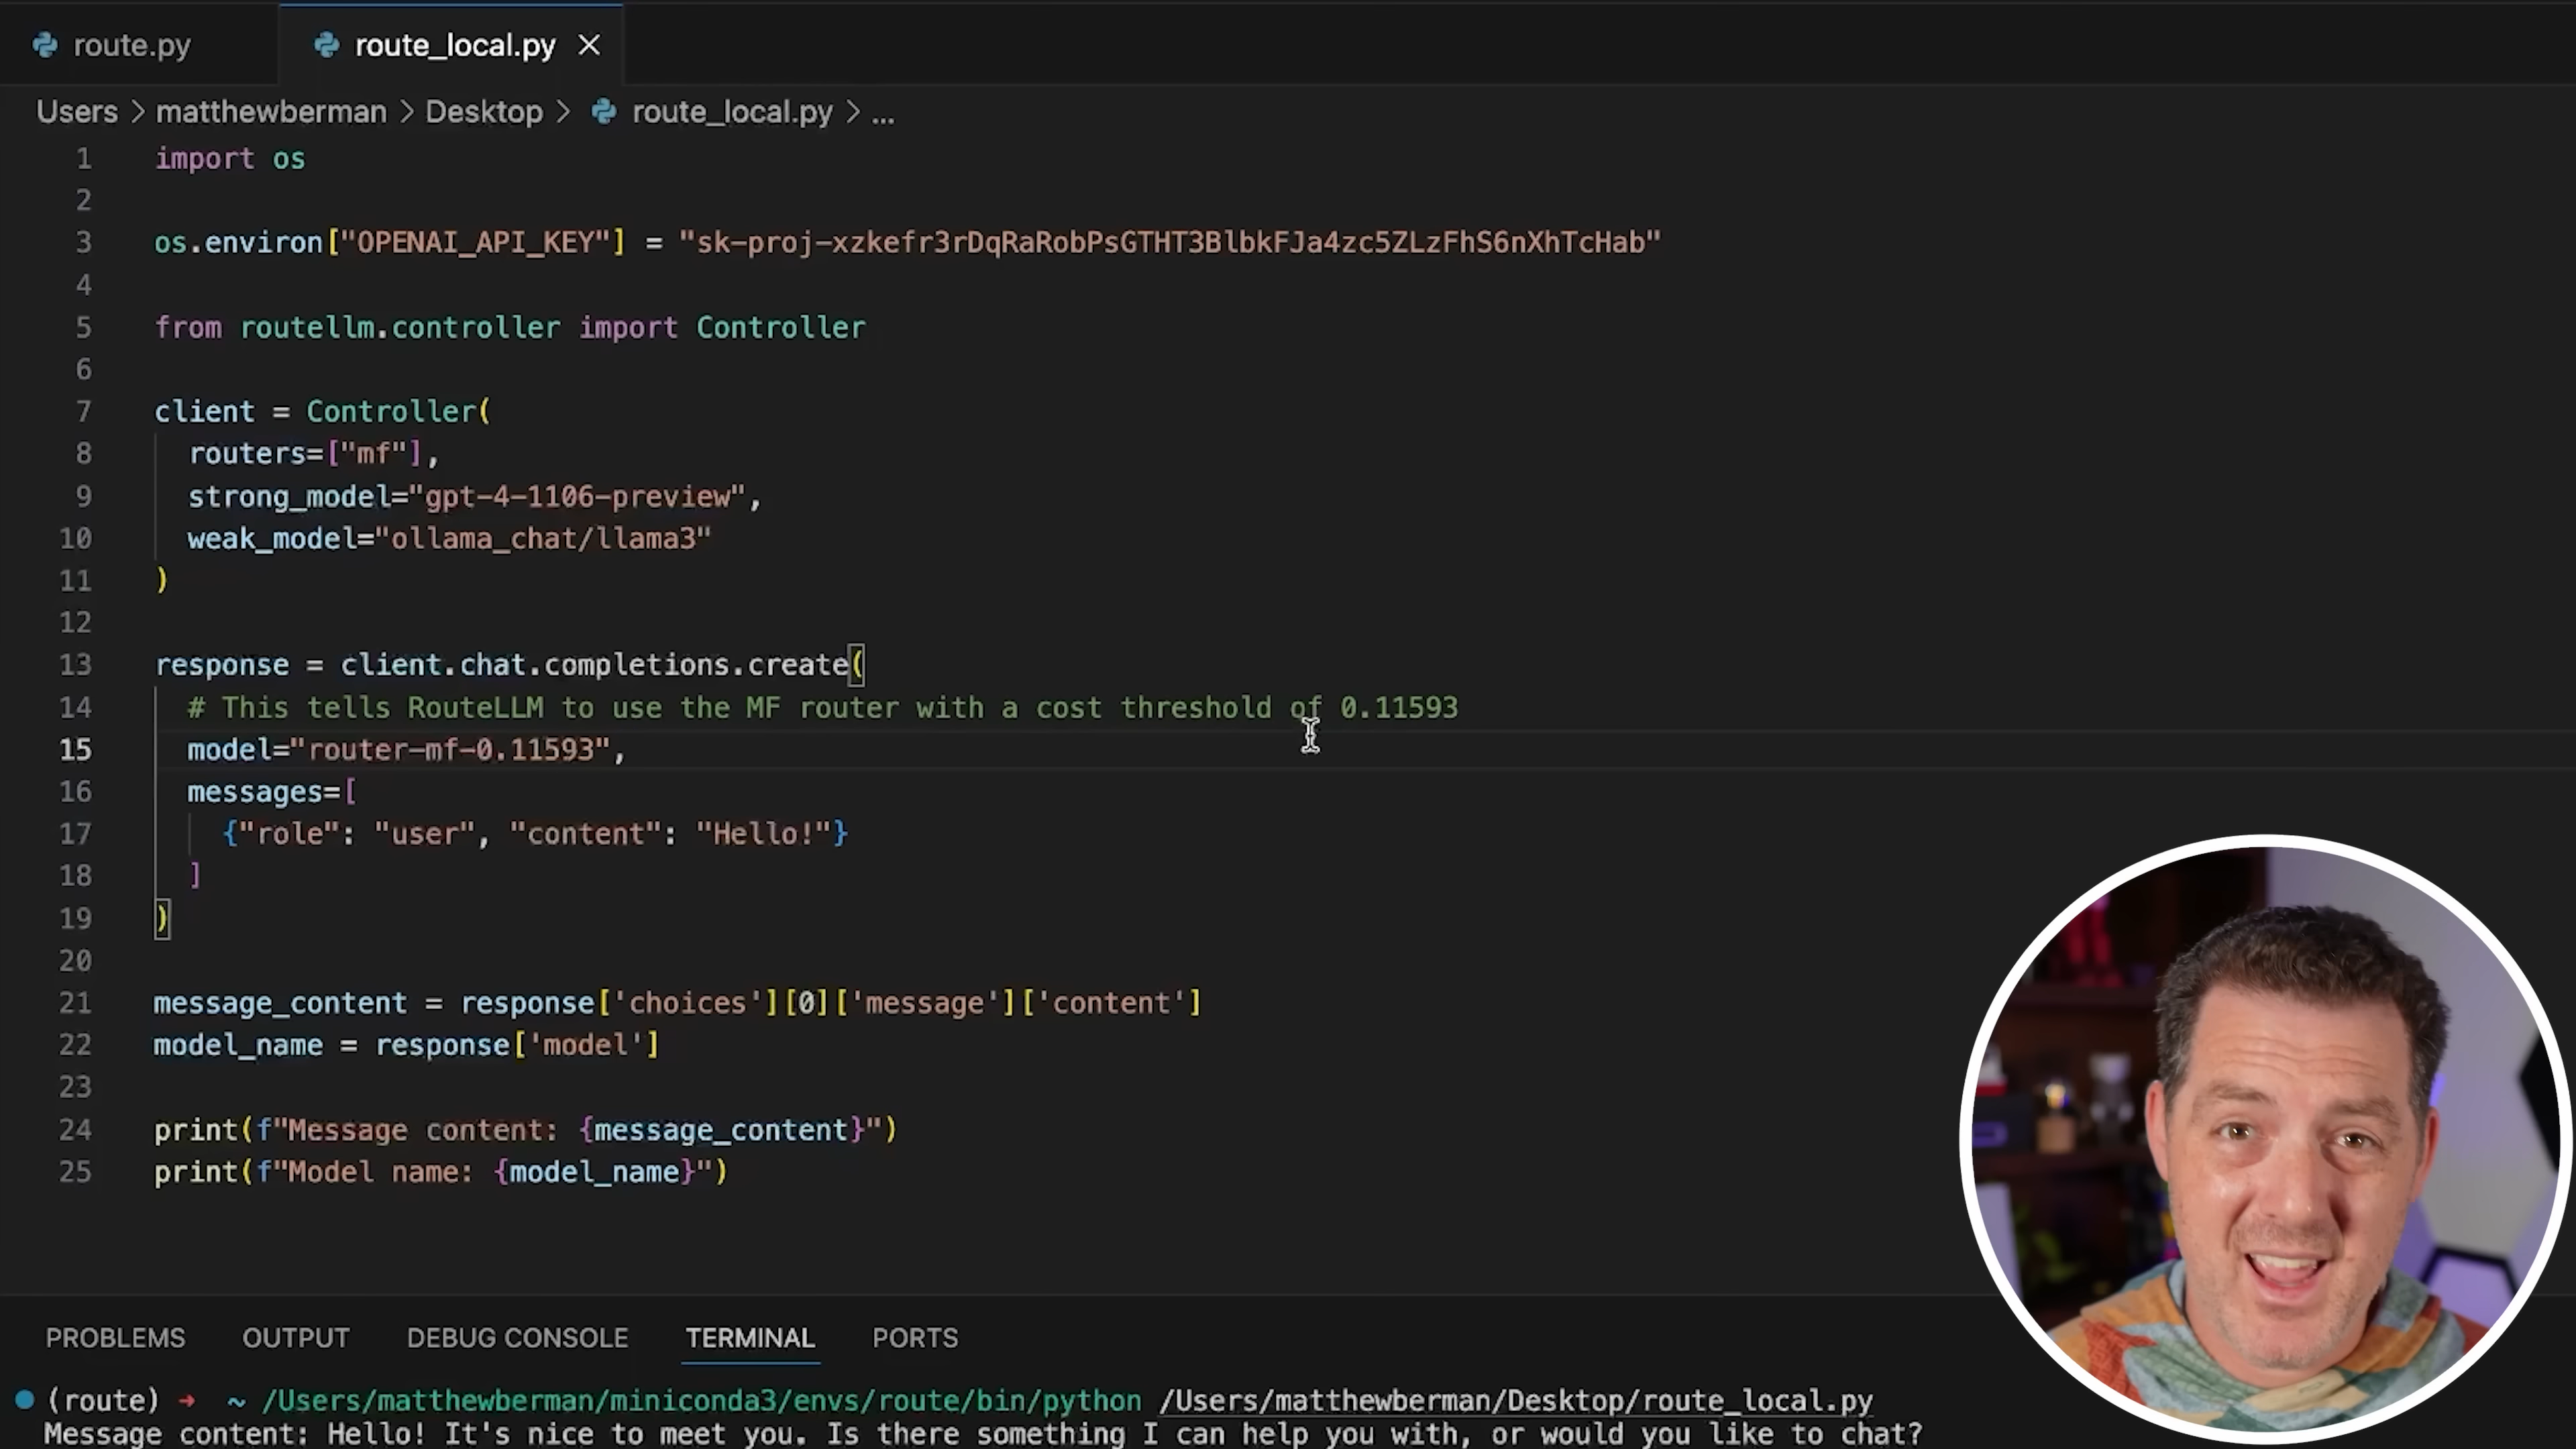 route.py
route_local.py
Users > matthewberman > Desktop > route_local.py > ...
1 import os
2
3 os.environ["OPENAI_API_KEY"] = "sk-proj-xzkefr3rDqRaRobPsGTHT3BlbkFJa4zc5ZLzFhS6nXhTcHab"
4
5 from routellm.controller import Controller
6
7 client = Controller(
8 routers=["mf"],
9 strong_model="gpt-4-1106-preview",
10 weak_model="ollama_chat/llama3"
11 )
12
13 response = client.chat.completions.create(
14 # This tells RouteLLM to use the MF router with a cost threshold of 0.11593
15 model="router-mf-0.11593",
16 messages=[
17 {"role": "user", "content": "Hello!"}
18 ]
19 )
20
21 message_content = response['choices'][0]['message']['content']
22 model_name = response['model']
23
24 print(f"Message content: {message_content}")
25 print(f"Model name: {model_name}")
PROBLEMS OUTPUT DEBUG CONSOLE TERMINAL PORTS
(route) → ~ /Users/matthewberman/miniconda3/envs/route/bin/python /Users/matthewberman/Desktop/route_local.py
Message content: Hello! It's nice to meet you. Is there something I can help you with, or would you like to chat?